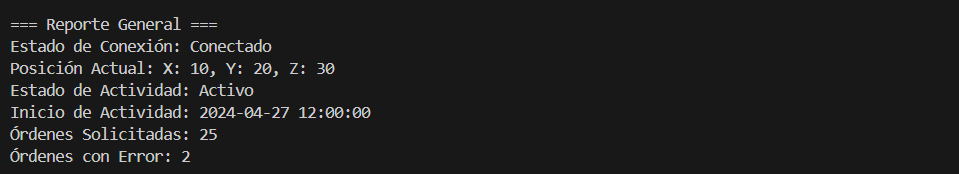 === Reporte General ===
Estado de Conexión: Conectado
Posición Actual: X: 10, Y: 20, Z: 30
Estado de Actividad: Activo
Inicio de Actividad: 2024-04-27 12:00:00
Órdenes Solicitadas: 25
Órdenes con Error: 2